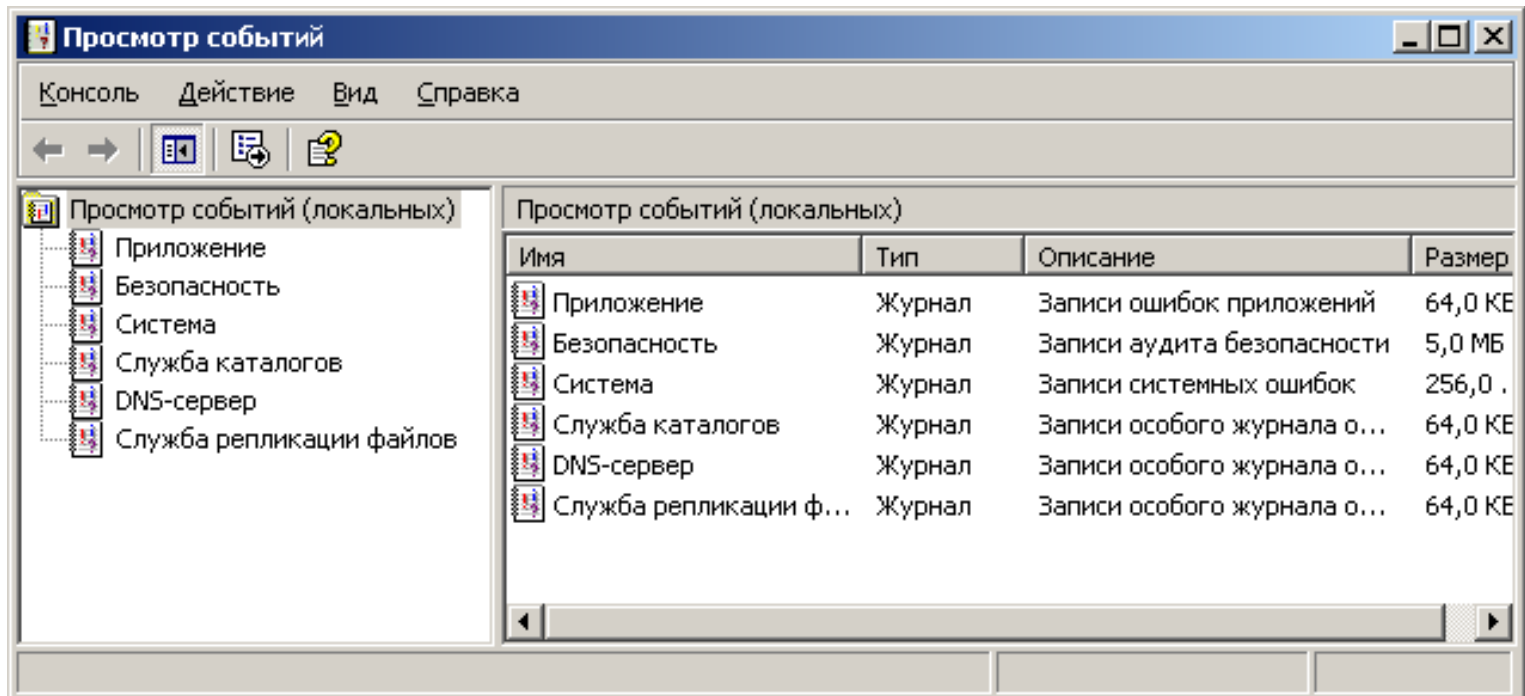 Просмотр событий
Консоль Действие Вид Справка
Просмотр событий (локальных)
Приложение
Безопасность
Система
Служба каталогов
DNS-сервер
Служба репликации файлов
Просмотр событий (локальных)
Имя Тип Описание Размер
Приложение Журнал Записи ошибок приложений 64,0 КБ
Безопасность Журнал Записи аудита безопасности 5,0 МБ
Система Журнал Записи системных ошибок 256,0 .
Служба каталогов Журнал Записи особого журнала о... 64,0 КБ
DNS-сервер Журнал Записи особого журнала о... 64,0 КБ
Служба репликации ф... Журнал Записи особого журнала о... 64,0 КБ